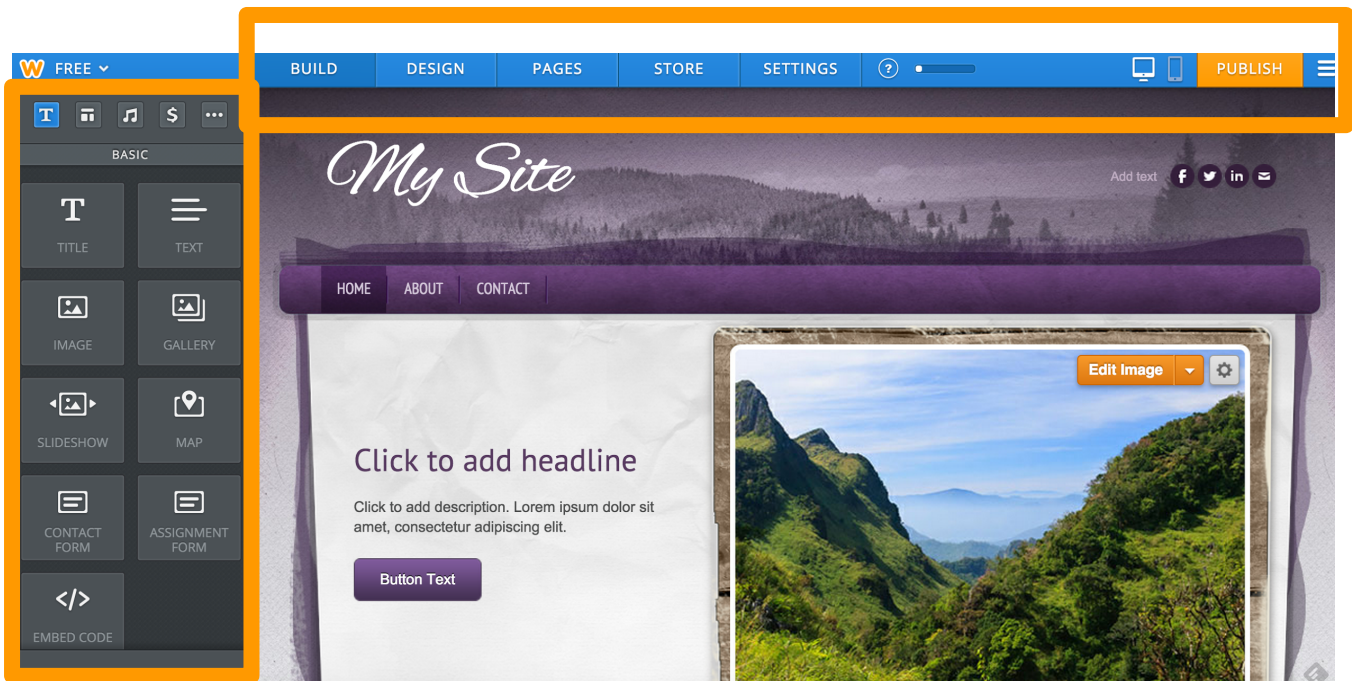 W FREE
BUILD DESIGN PAGES STORE SETTINGS ? PUBLISH
T $
BASIC
T
TITLE TEXT
IMAGE GALLERY
SLIDESHOW MAP
CONTACT FORM
ASSIGNMENT FORM
</>
EMBED CODE
My Site
Add text f in
HOME ABOUT CONTACT
Edit Image
Click to add headline
Click to add description. Lorem ipsum dolor sit
amet, consectetur adipiscing elit.
Button Text